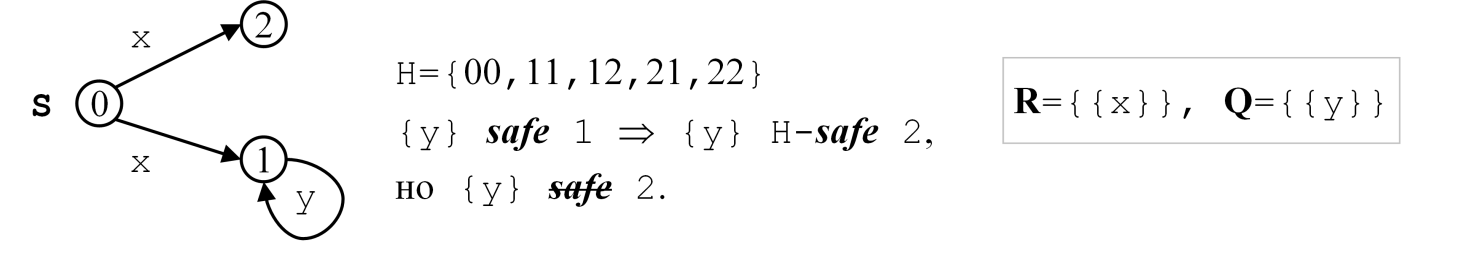 x
2
S
0
x
1
y
H={00,11,12,21,22}
{y} safe 1 ⇒ {y} H-safe 2,
но {y} safe 2.
R={{x}}, Q={{y}}